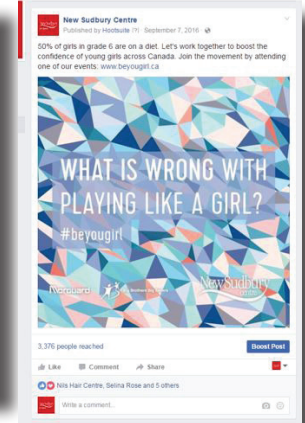 New Sudbury Centre
Published by Hootsuite [?] · September 7, 2016 ·
50% of girls in grade 6 are on a diet. Let's work together to boost the
confidence of young girls across Canada. Join the movement by attending
one of our events: www.beyougirl.ca
WHAT IS WRONG WITH
PLAYING LIKE A GIRL?
#beyougirl
Ivanhoé
NewSudbury
3,376 people reached
Boost Post
Like Comment Share
Nils Hair Centre, Selina Rose and 5 others
Write a comment...